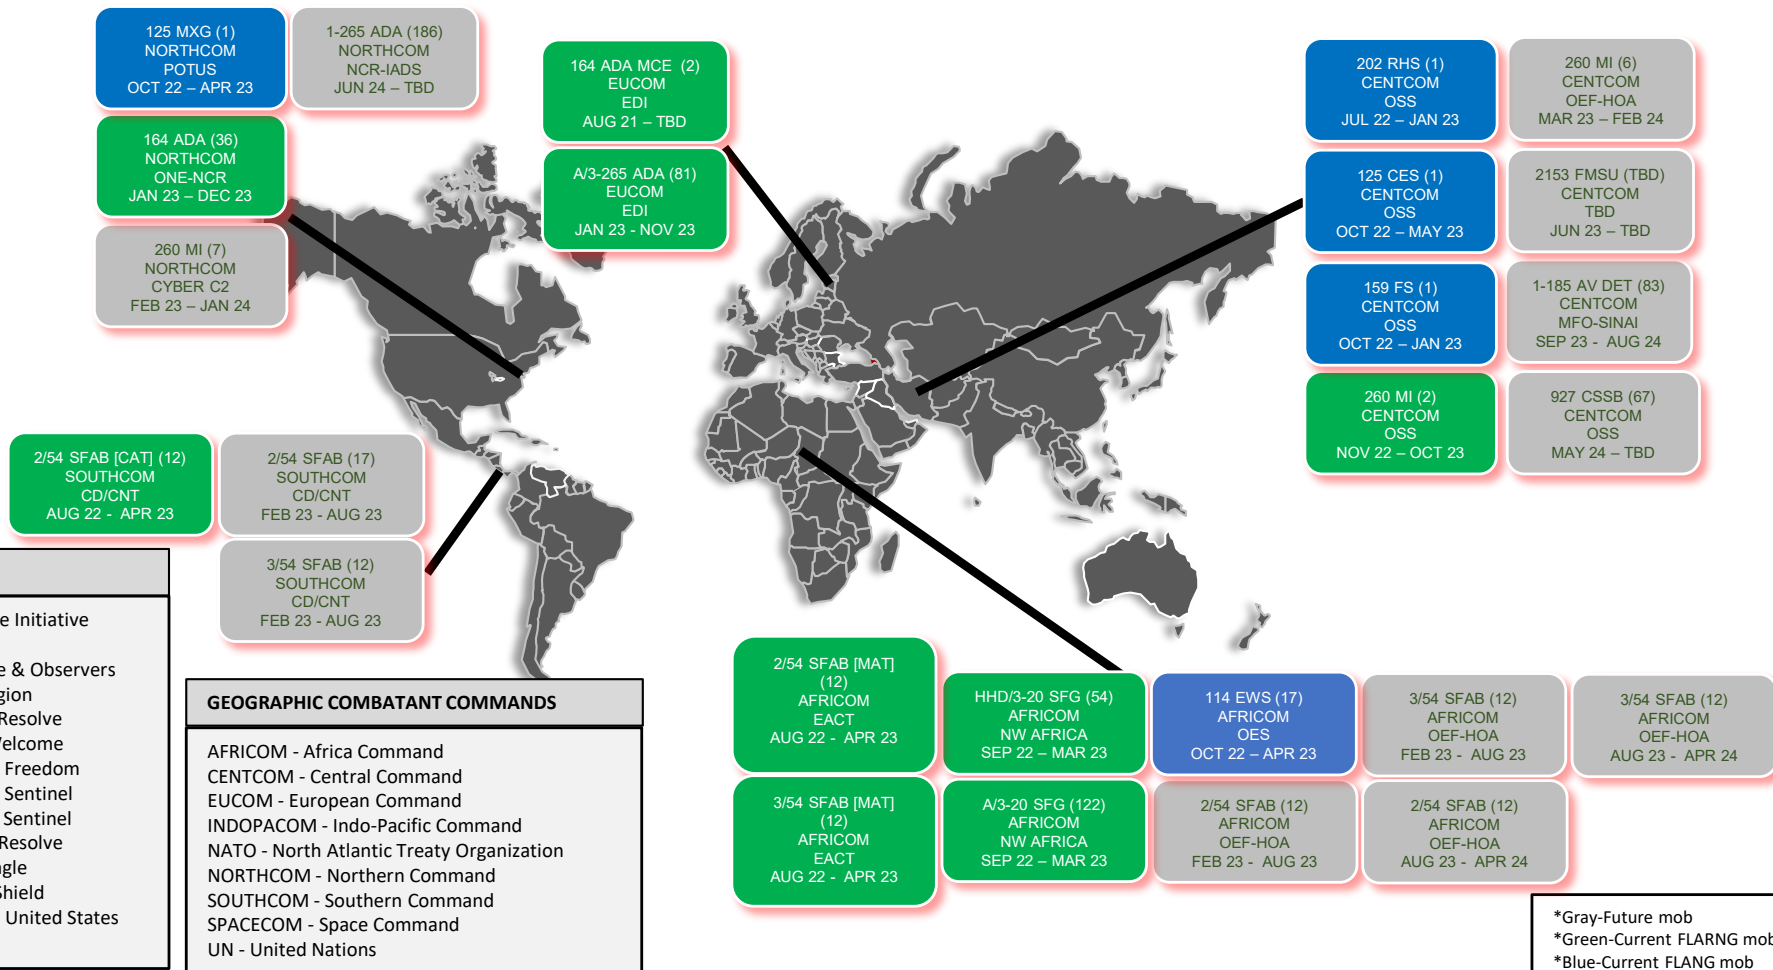 125 MXG (1)
NORTHCOM
POTUS
OCT 22 – APR 23
1-265 ADA (186)
NORTHCOM
NCR-IADS
JUN 24 – TBD
164 ADA (36)
NORTHCOM
ONE-NCR
JAN 23 – DEC 23
260 MI (7)
NORTHCOM
CYBER C2
FEB 23 – JAN 24
164 ADA MCE (2)
EUCOM
EDI
AUG 21 – TBD
A/3-265 ADA (81)
EUCOM
EDI
JAN 23 - NOV 23
202 RHS (1)
CENTCOM
OSS
JUL 22 – JAN 23
260 MI (6)
CENTCOM
OEF-HOA
MAR 23 – FEB 24
125 CES (1)
CENTCOM
OSS
OCT 22 – MAY 23
2153 FMSU (TBD)
CENTCOM
TBD
JUN 23 – TBD
159 FS (1)
CENTCOM
OSS
OCT 22 – JAN 23
1-185 AV DET (83)
CENTCOM
MFO-SINAI
SEP 23 - AUG 24
260 MI (2)
CENTCOM
OSS
NOV 22 – OCT 23
927 CSSB (67)
CENTCOM
OSS
MAY 24 – TBD
2/54 SFAB [CAT] (12)
SOUTHCOM
CD/CNT
AUG 22 - APR 23
2/54 SFAB (17)
SOUTHCOM
CD/CNT
FEB 23 - AUG 23
3/54 SFAB (12)
SOUTHCOM
CD/CNT
FEB 23 - AUG 23
e Initiative
e & Observers
gion
Resolve
Velcome
Freedom
Sentinel
Sentinel
Resolve
ngle
Shield
United States
GEOGRAPHIC COMBATANT COMMANDS
AFRICOM - Africa Command
CENTCOM - Central Command
EUCOM - European Command
INDOPACOM - Indo-Pacific Command
NATO - North Atlantic Treaty Organization
NORTHCOM - Northern Command
SOUTHCOM - Southern Command
SPACECOM - Space Command
UN - United Nations
2/54 SFAB [MAT]
(12)
AFRICOM
EACT
AUG 22 - APR 23
HHD/3-20 SFG (54)
AFRICOM
NW AFRICA
SEP 22 – MAR 23
114 EWS (17)
AFRICOM
OES
OCT 22 – APR 23
3/54 SFAB (12)
AFRICOM
OEF-HOA
FEB 23 - AUG 23
3/54 SFAB (12)
AFRICOM
OEF-HOA
AUG 23 - APR 24
3/54 SFAB [MAT]
(12)
AFRICOM
EACT
AUG 22 - APR 23
A/3-20 SFG (122)
AFRICOM
NW AFRICA
SEP 22 – MAR 23
2/54 SFAB (12)
AFRICOM
OEF-HOA
FEB 23 - AUG 23
2/54 SFAB (12)
AFRICOM
OEF-HOA
AUG 23 - APR 24
*Gray-Future mob
*Green-Current FLARNG mob
*Blue-Current FLANG mob